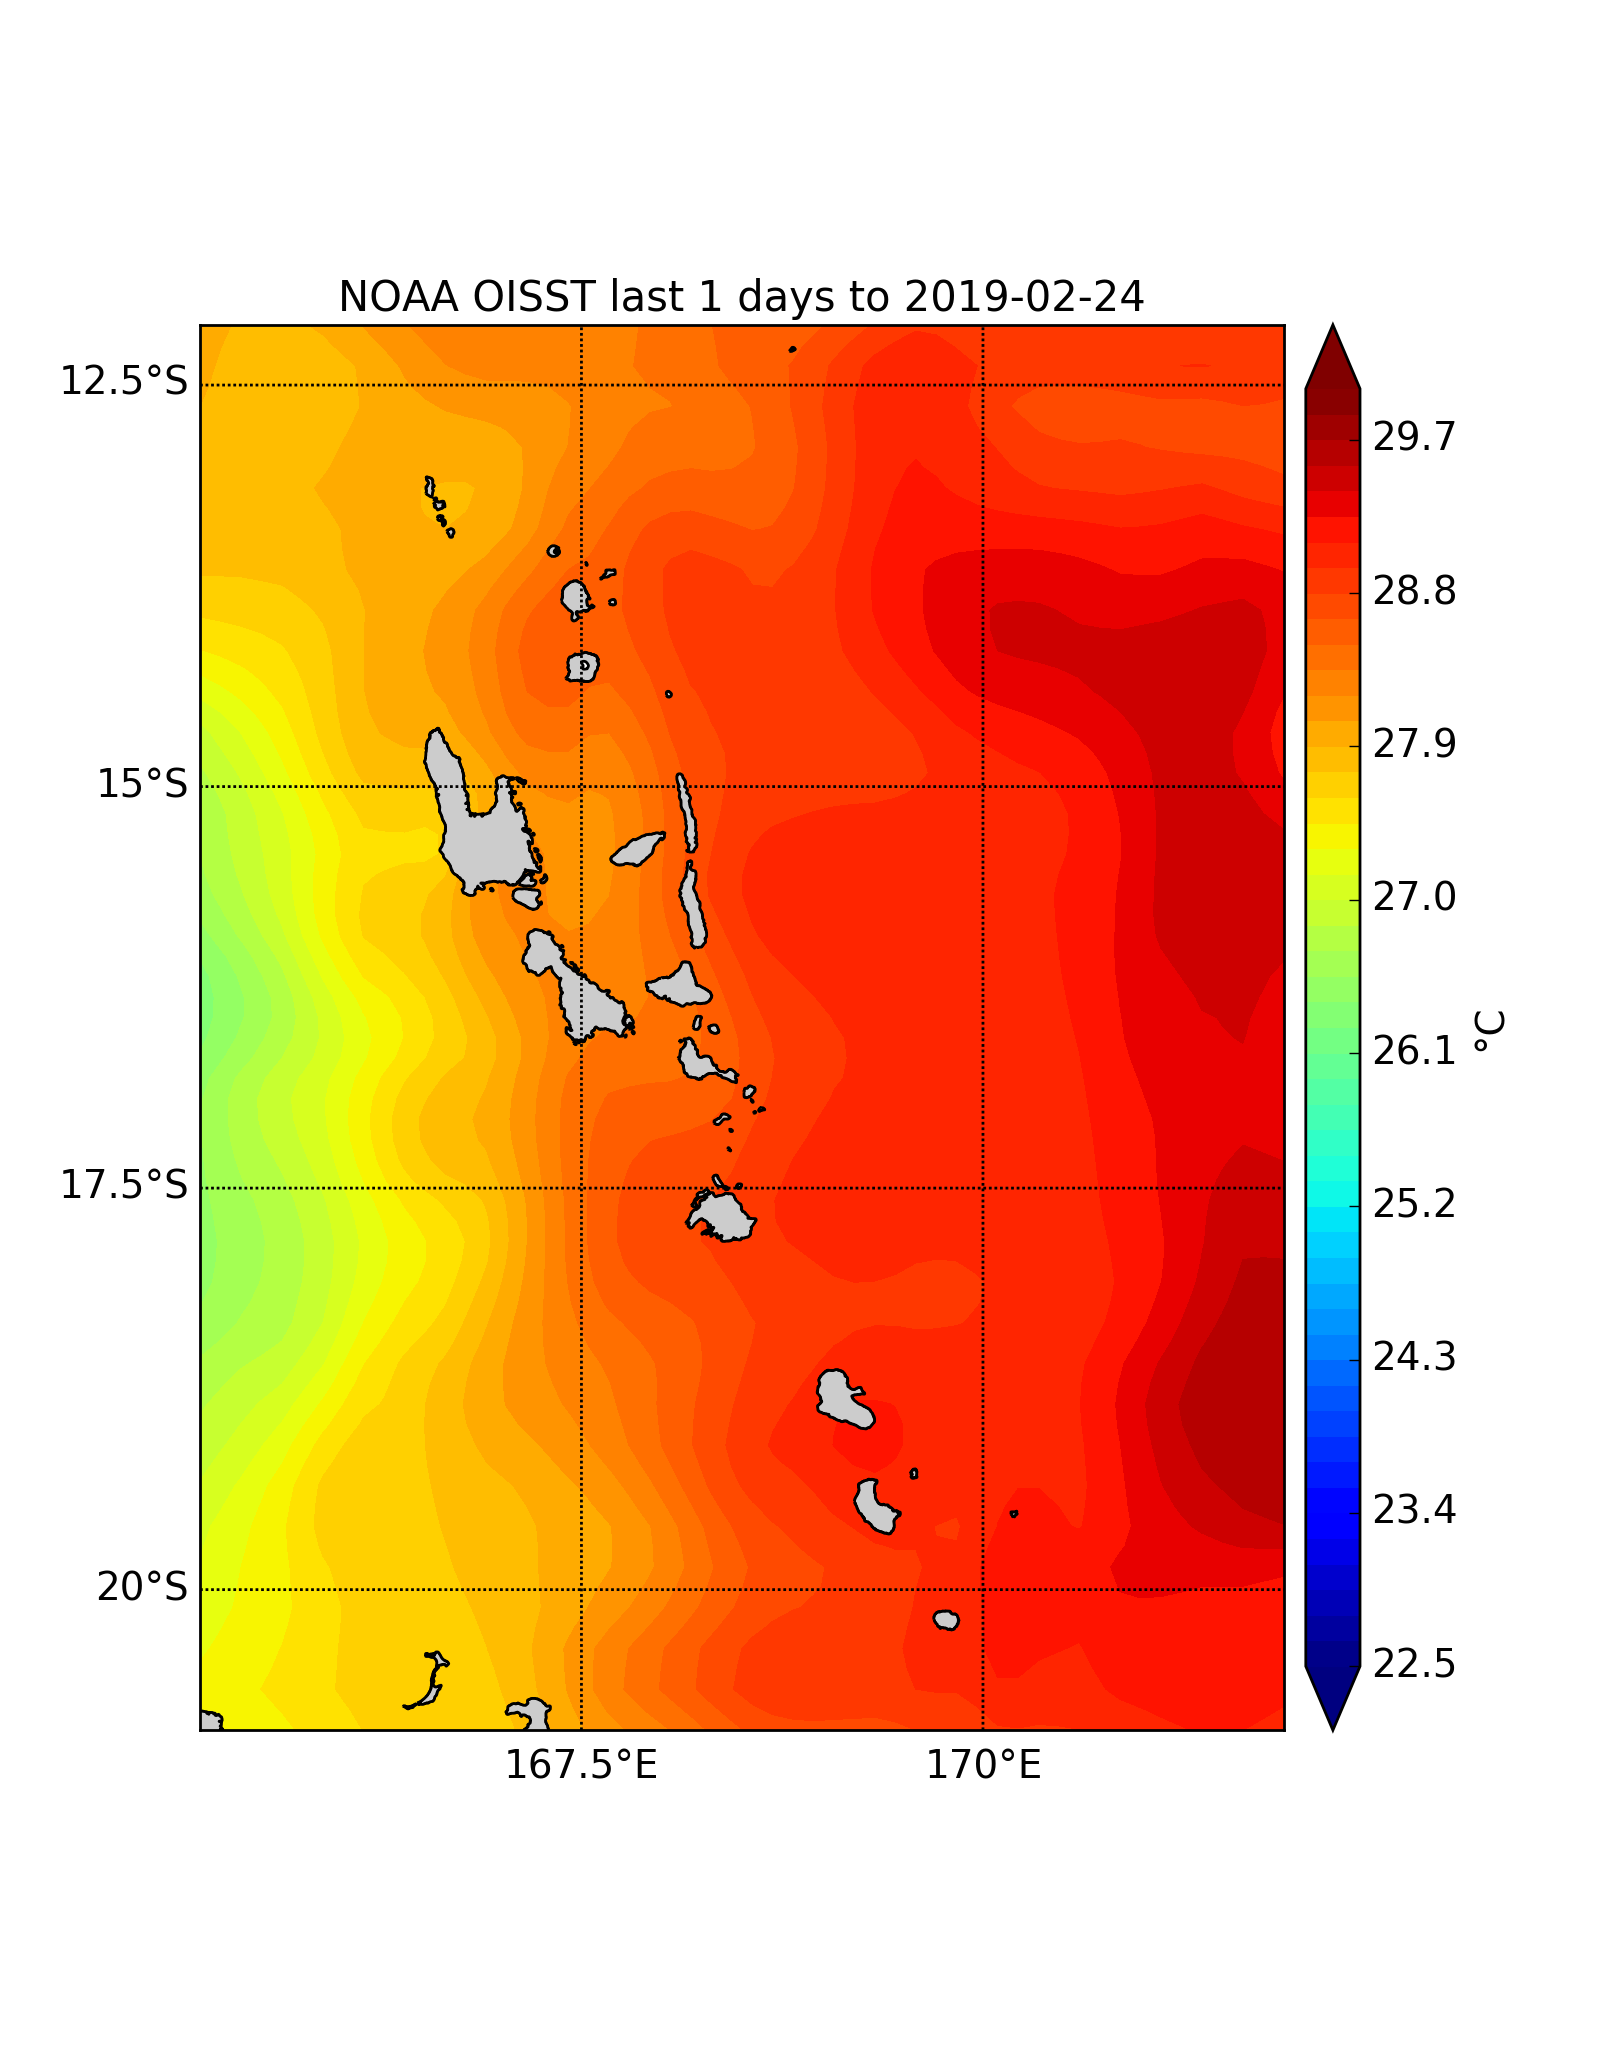 NOAA OISST last 1 days to 2019-02-24
12.5°S
15°S
17.5°S
20°S
167.5°E
170°E
29.7
28.8
27.9
27.0
26.1
25.2
24.3
23.4
22.5
°C